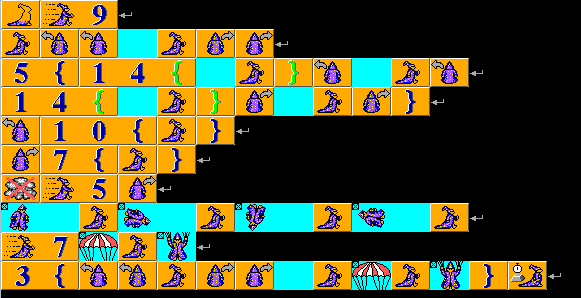 9
5 { 1 4 { }
1 4 { } }
1 0 { }
7 { }
5
7
3 { }